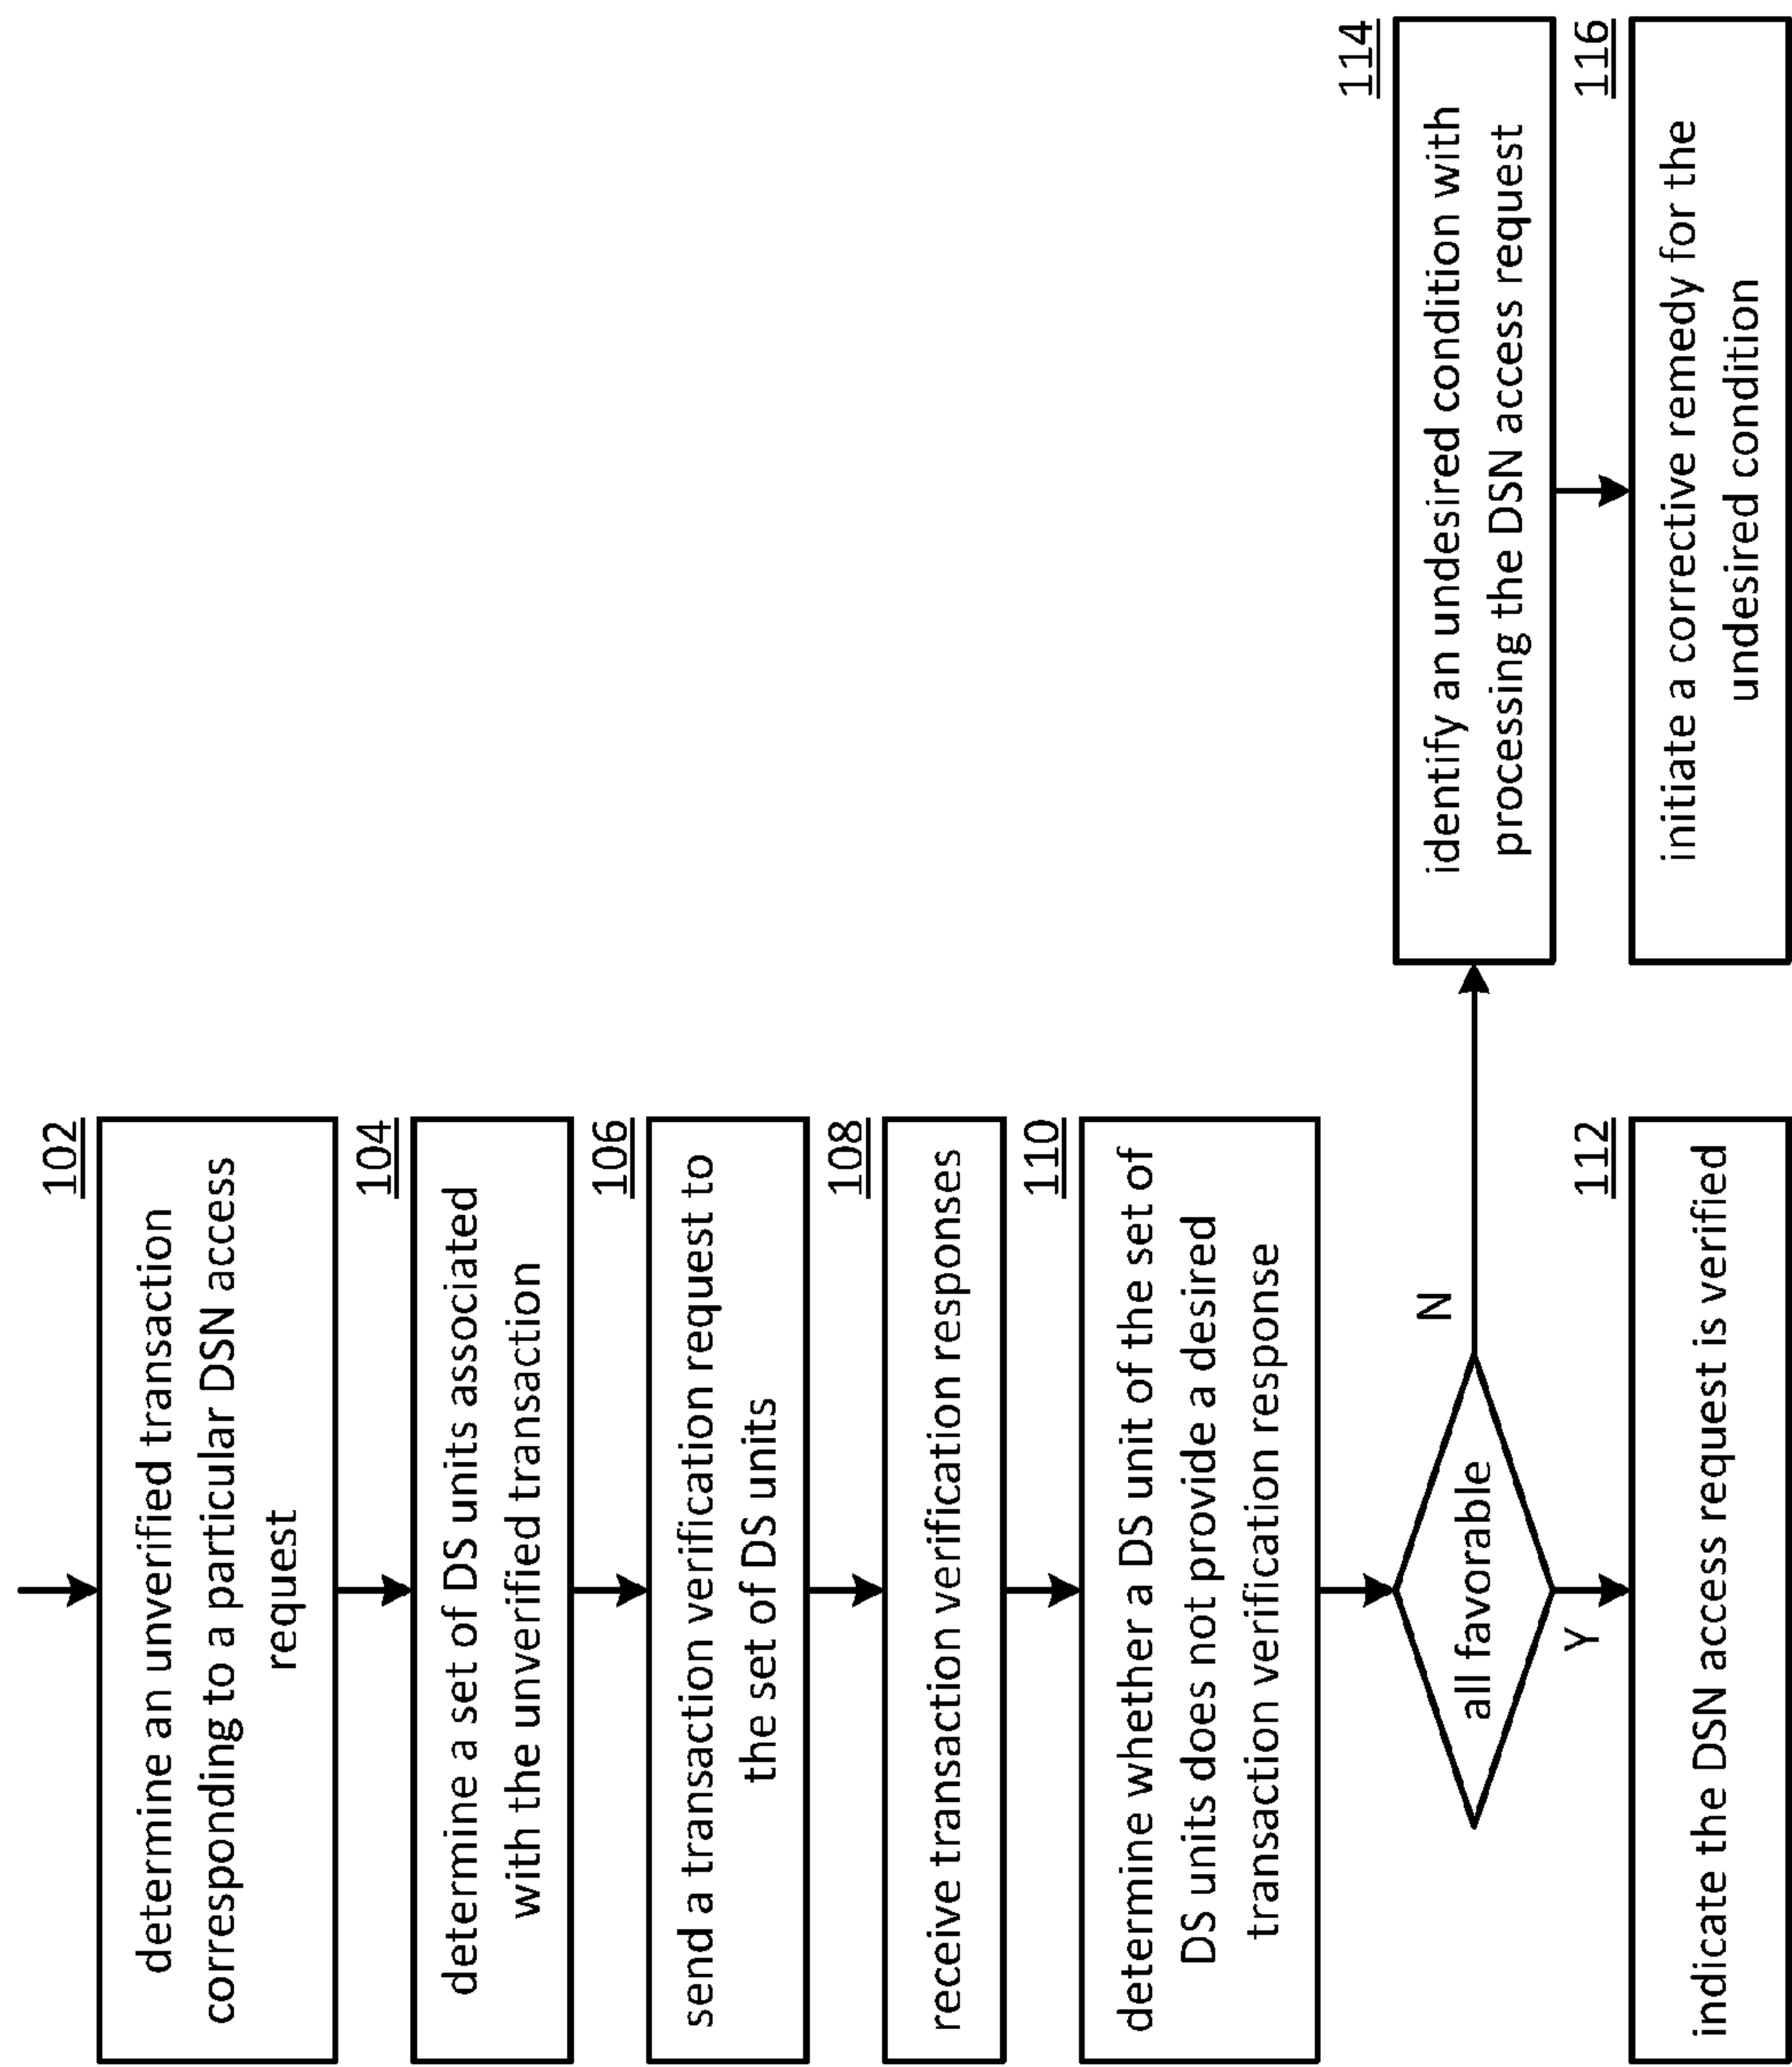 102
determine an unverified transaction
corresponding to a particular DSN access
request
104
determine a set of DS units associated
with the unverified transaction
106
send a transaction verification request to
the set of DS units
108
receive transaction verification responses
110
determine whether a DS unit of the set of
DS units does not provide a desired
transaction verification response
all favorable
N
Y
112
indicate the DSN access request is verified
114
identify an undesired condition with
processing the DSN access request
116
initiate a corrective remedy for the
undesired condition